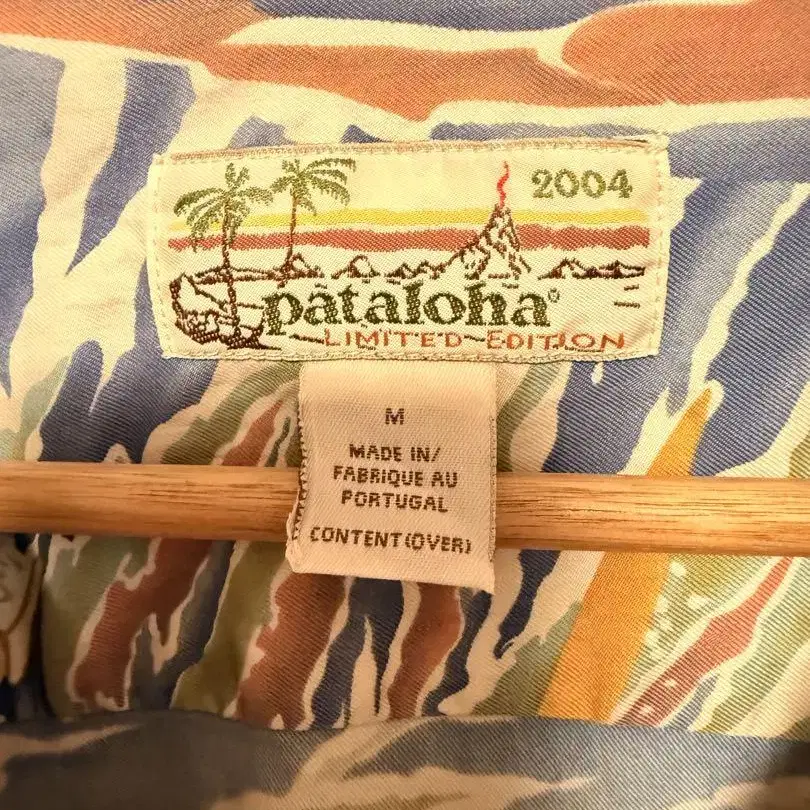 2004
pataloha®
LIMITED EDITION
M
MADE IN/
FABRIQUE AU
PORTUGAL
CONTENT(OVER)